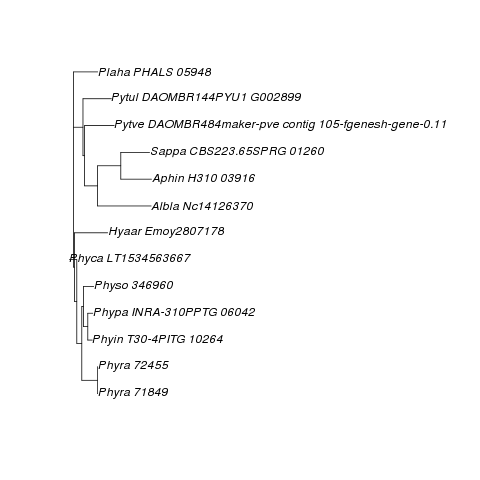 Plaha PHALS 05948
Pytul DAOMBR144PYU1 G002899
Pytve DAOMBR484maker-pve contig 105-fgenesh-gene-0.11
Sappa CBS223.65SPRG 01260
Aphin H310 03916
Albla Nc14126370
Hyaar Emoy2807178
Phyca LT1534563667
Physo 346960
Phypa INRA-310PPTG 06042
Phyin T30-4PITG 10264
Phyra 72455
Phyra 71849